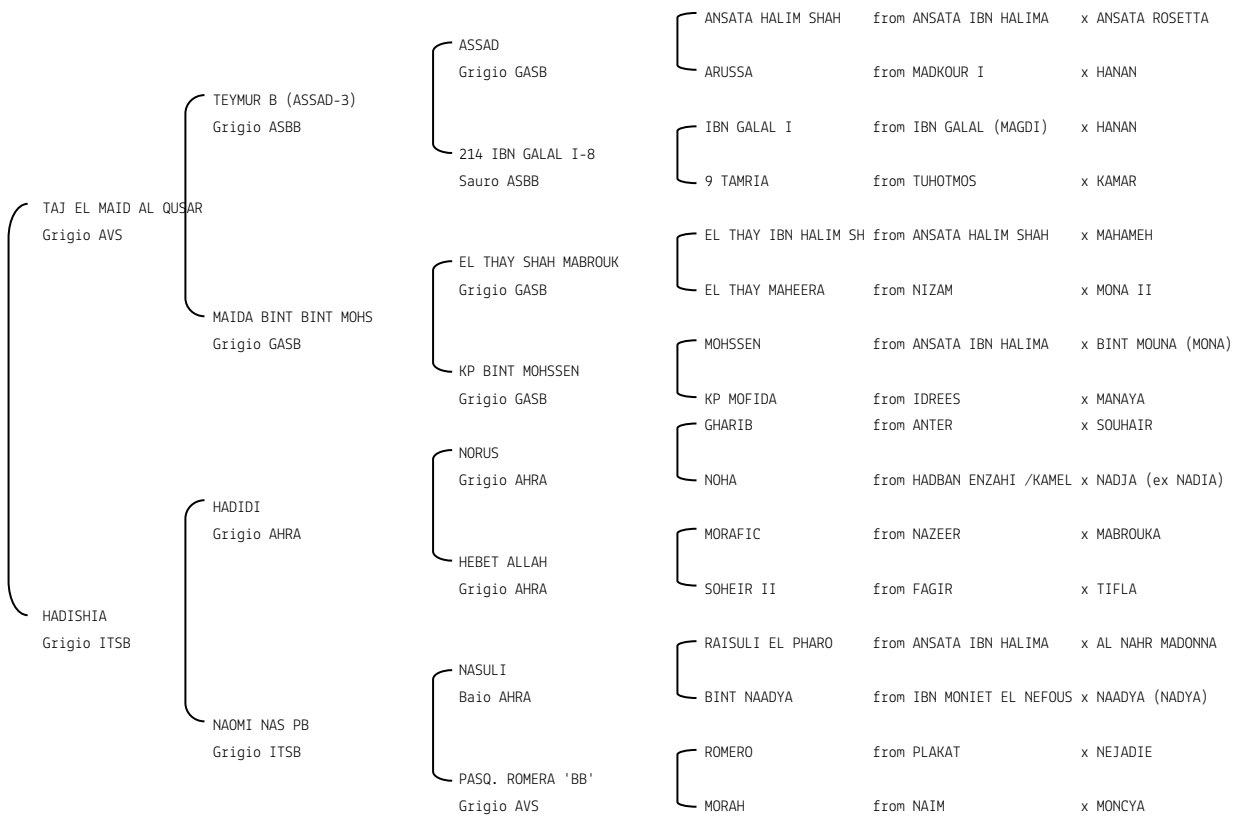 ANSATA HALIM SHAH from ANSATA IBN HALIMA x ANSATA ROSETTA
ASSAD
Grigio GASB ARUSSA from MADKOUR I x HANAN
TEYMUR B (ASSAD-3)
Grigio ASBB IBN GALAL I from IBN GALAL (MAGDI) x HANAN
214 IBN GALAL I-8
Sauro ASBB 9 TAMRIA from TUHOTMOS x KAMAR
TAJ EL MAID AL QUSAR
Grigio AVS EL THAY IBN HALIM SH from ANSATA HALIM SHAH x MAHAMEH
EL THAY SHAH MABROUK
Grigio GASB EL THAY MAHEERA from NIZAM x MONA II
MAIDA BINT BINT MOHS
Grigio GASB MOHSSEN from ANSATA IBN HALIMA x BINT MOUNA (MONA)
KP BINT MOHSSEN
Grigio GASB KP MOFIDA from IDREES x MANAYA
GHARIB from ANTER x SOUHAIR
NORUS
Grigio AHRA NOHA from HADBAN ENZAHI /KAMEL x NADJA (ex NADIA)
HADIDI
Grigio AHRA MORAFIC from NAZEER x MABROUKA
HEBET ALLAH
Grigio AHRA SOHEIR II from FAGIR x TIFLA
HADISHIA
Grigio ITSB RAISULI EL PHARO from ANSATA IBN HALIMA x AL NAHR MADONNA
NASULI
Baio AHRA BINT NAADYA from IBN MONIET EL NEFOUS x NAADYA (NADYA)
NAOMI NAS PB
Grigio ITSB ROMERO from PLAKAT x NEJADIE
PASQ. ROMERA 'BB'
Grigio AVS MORAH from NAIM x MONCYA